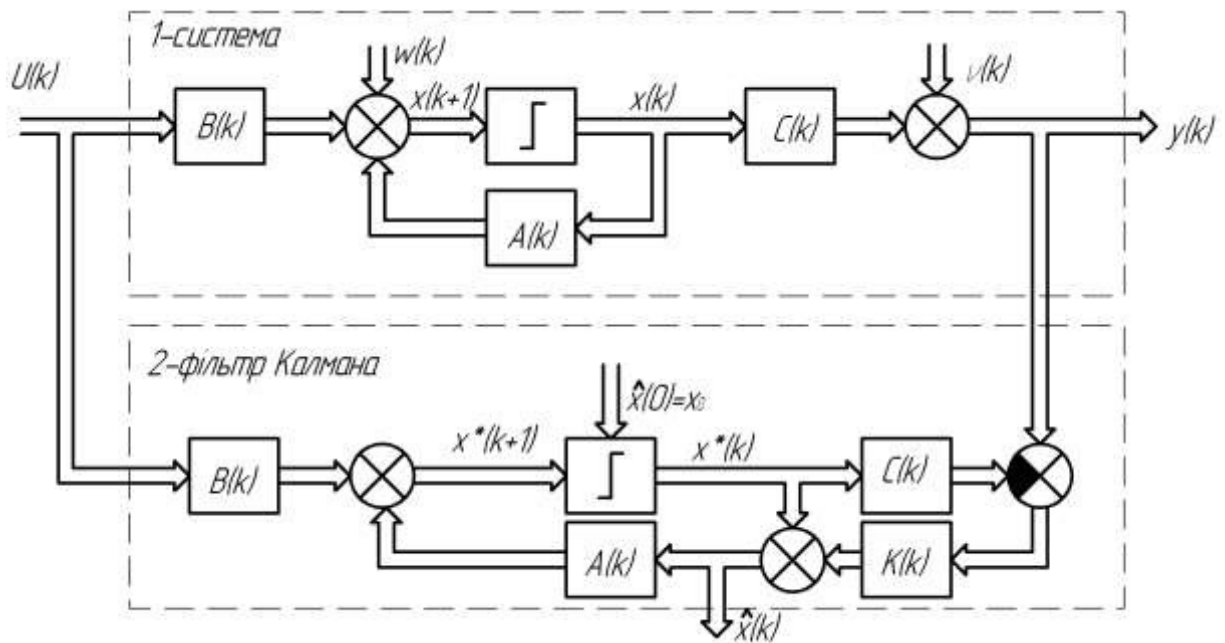 1-система
U(k)
w(k)
ν(k)
B(k)
x(k+1)
x(k)
C(k)
y(k)
A(k)
2-фільтр Калмана
x̂(0)=x₀
B(k)
x*(k+1)
x*(k)
C(k)
A(k)
K(k)
x̂(k)